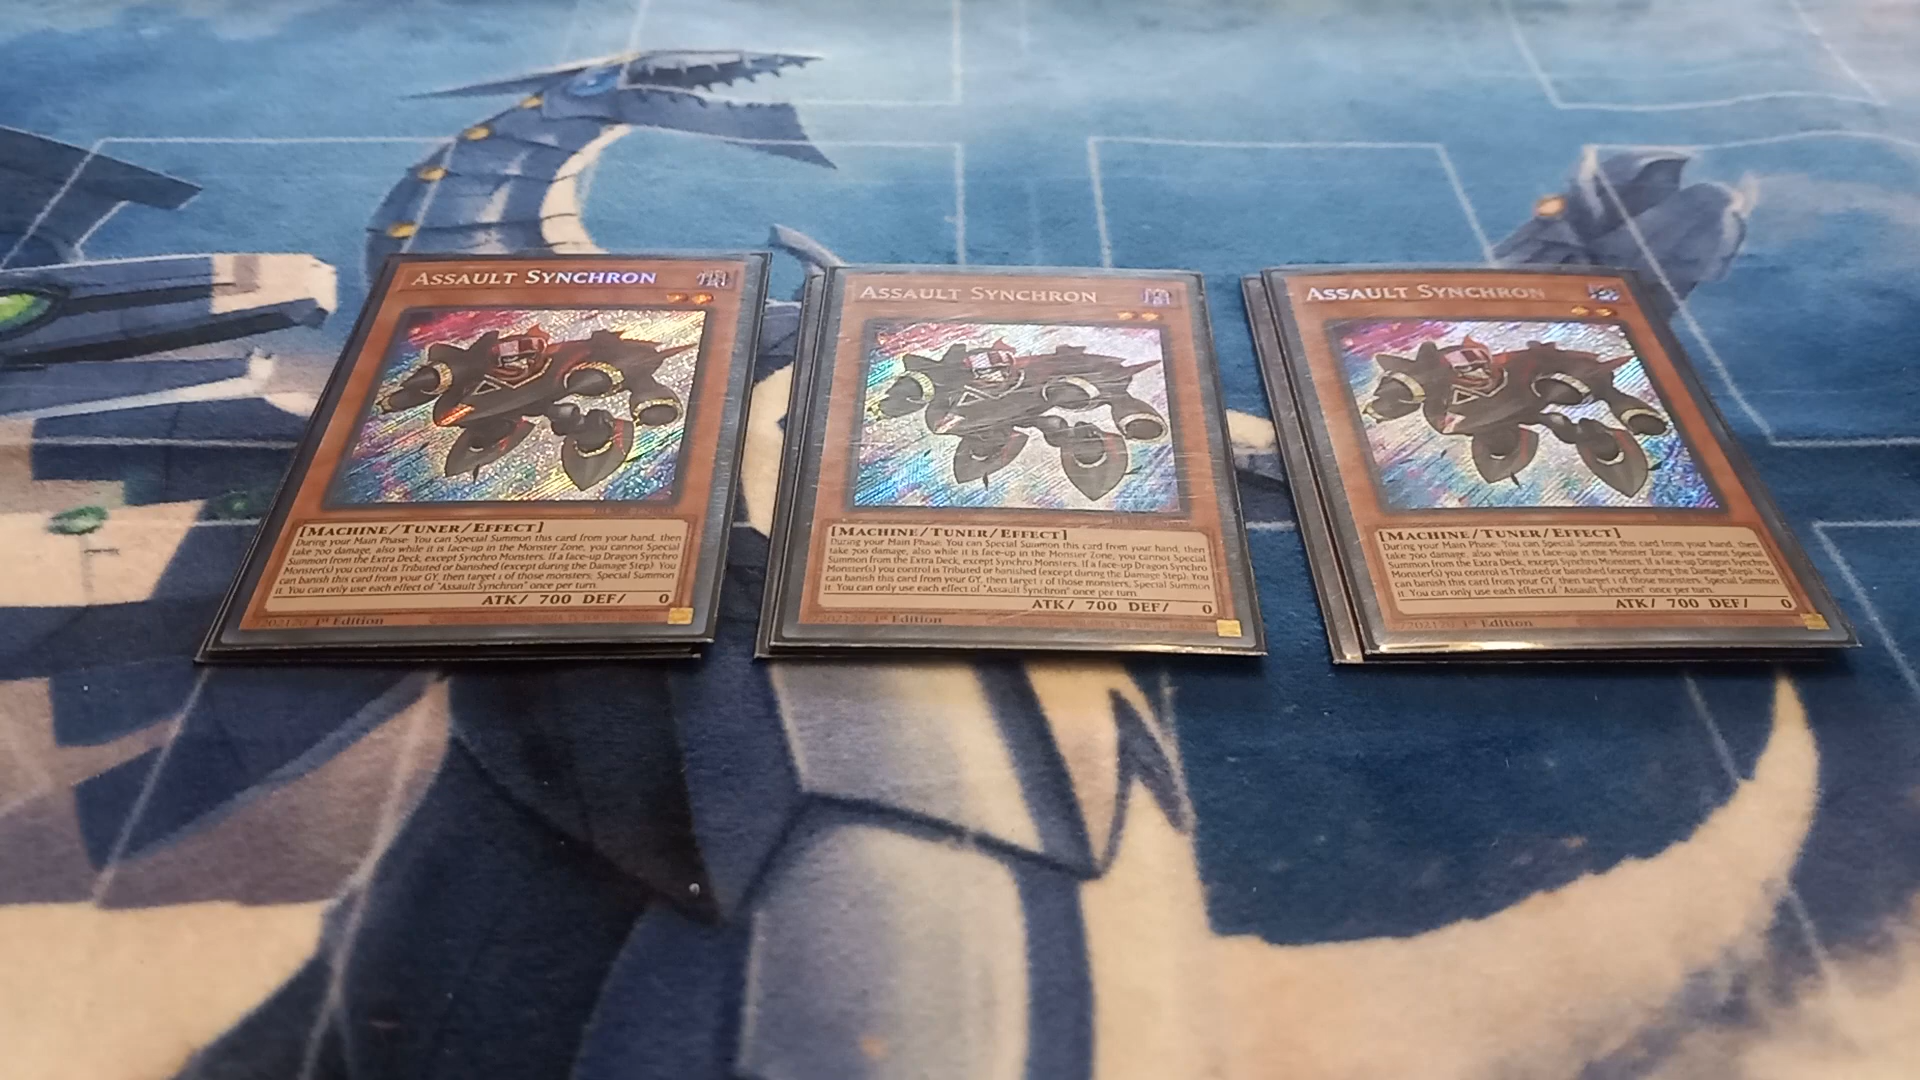 ASSAULT SYNCHRON
[MACHINE/TUNER/EFFECT]
During your Main Phase: You can Special Summon this card from your hand, then
take 700 damage, also while it is face-up in the Monster Zone, you cannot Special
Summon from the Extra Deck, except Synchro Monsters. If a face-up Dragon Synchro
Monster(s) you control is Tributed or banished (except during the Damage Step): You
can banish this card from your GY, then target 1 of those monsters; Special Summon
it. You can only use each effect of "Assault Synchron" once per turn.
ATK/ 700 DEF/ 0
1st Edition
ASSAULT SYNCHRON
[MACHINE/TUNER/EFFECT]
During your Main Phase: You can Special Summon this card from your hand, then
take 700 damage, also while it is face-up in the Monster Zone, you cannot Special
Summon from the Extra Deck, except Synchro Monsters. If a face-up Dragon Synchro
Monster(s) you control is Tributed or banished (except during the Damage Step): You
can banish this card from your GY, then target 1 of those monsters; Special Summon
it. You can only use each effect of "Assault Synchron" once per turn.
ATK/ 700 DEF/ 0
1st Edition
ASSAULT SYNCHRON
[MACHINE/TUNER/EFFECT]
During your Main Phase: You can Special Summon this card from your hand, then
take 700 damage, also while it is face-up in the Monster Zone, you cannot Special
Summon from the Extra Deck, except Synchro Monsters. If a face-up Dragon Synchro
Monster(s) you control is Tributed or banished (except during the Damage Step): You
can banish this card from your GY, then target 1 of those monsters; Special Summon
it. You can only use each effect of "Assault Synchron" once per turn.
ATK/ 700 DEF/ 0
1st Edition